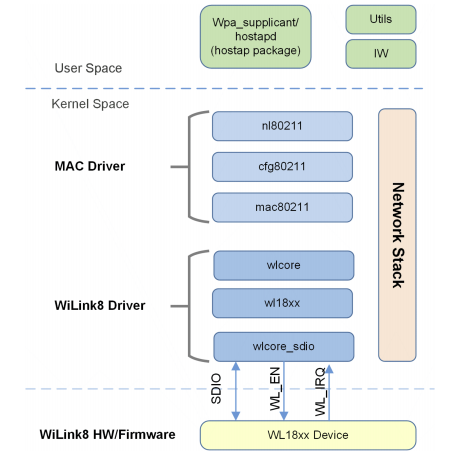 Wpa_supplicant/
hostapd
(hostap package)
Utils
IW
User Space
Kernel Space
nl80211
MAC Driver
cfg80211
mac80211
Network Stack
wlcore
WiLink8 Driver
wl18xx
wlcore_sdio
SDIO
WL_EN
WL_IRQ
WiLink8 HW/Firmware
WL18xx Device